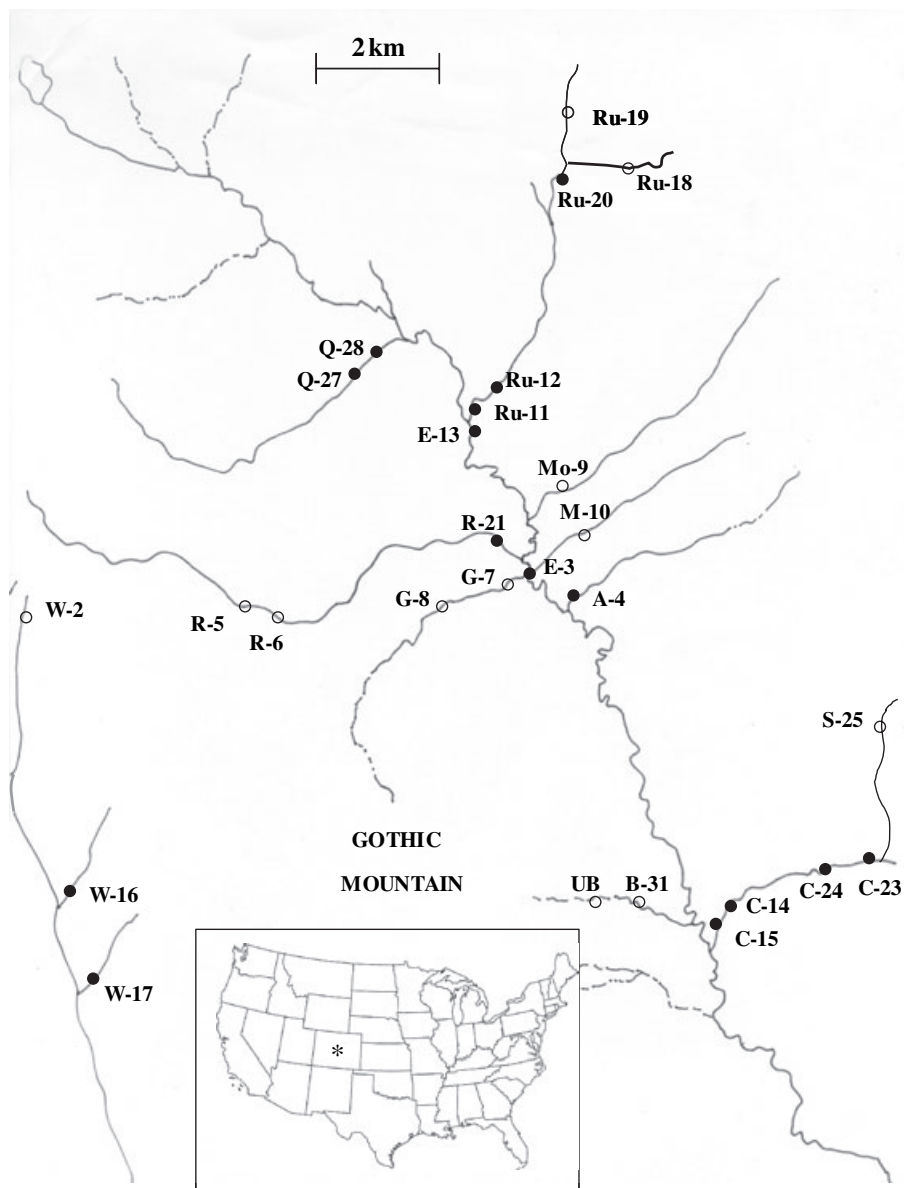 2 km
Ru-19
Ru-18
Ru-20
Q-28
Q-27
Ru-12
Ru-11
E-13
Mo-9
M-10
R-21
E-3
G-7
A-4
G-8
W-2
R-5
R-6
S-25
GOTHIC
MOUNTAIN
UB
B-31
C-23
C-24
C-14
C-15
W-16
W-17
*